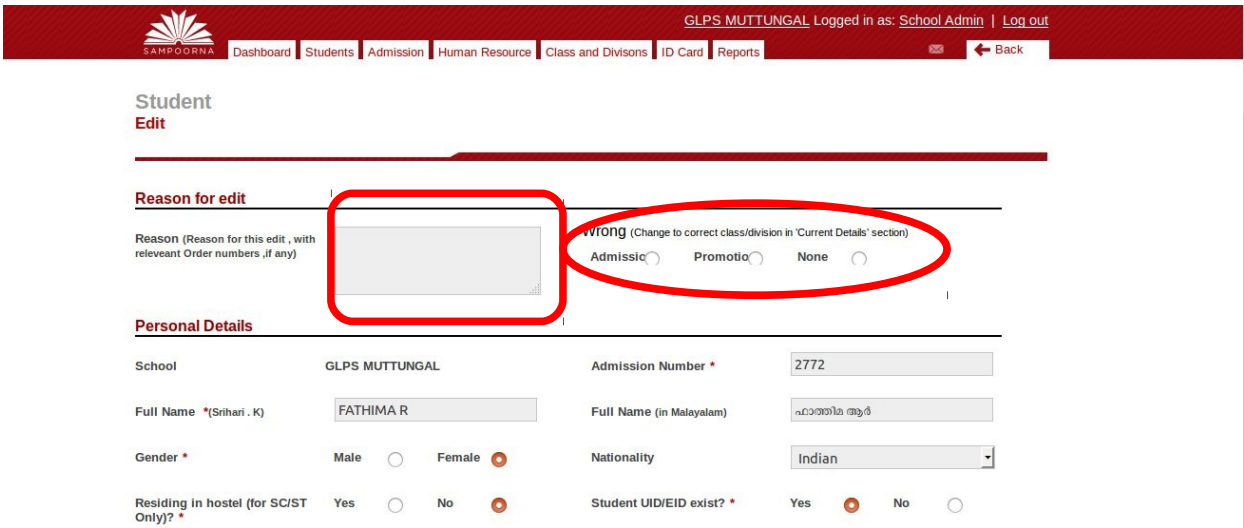 GLPS MUTTUNGAL Logged in as: School Admin | Log out
SAMPOORNA
Dashboard Students Admission Human Resource Class and Divisons ID Card Reports Back
Student
Edit
Reason for edit
Reason (Reason for this edit , with
releveant Order numbers ,if any)
Wrong (Change to correct class/division in 'Current Details' section)
Admissio Promotio None
Personal Details
School GLPS MUTTUNGAL Admission Number * 2772
Full Name *(Srihari . K) FATHIMA R Full Name (in Malayalam) ഫാത്തിമ ആർ
Gender * Male Female Nationality Indian
Residing in hostel (for SC/ST
Only)? * Yes No Student UID/EID exist? * Yes No